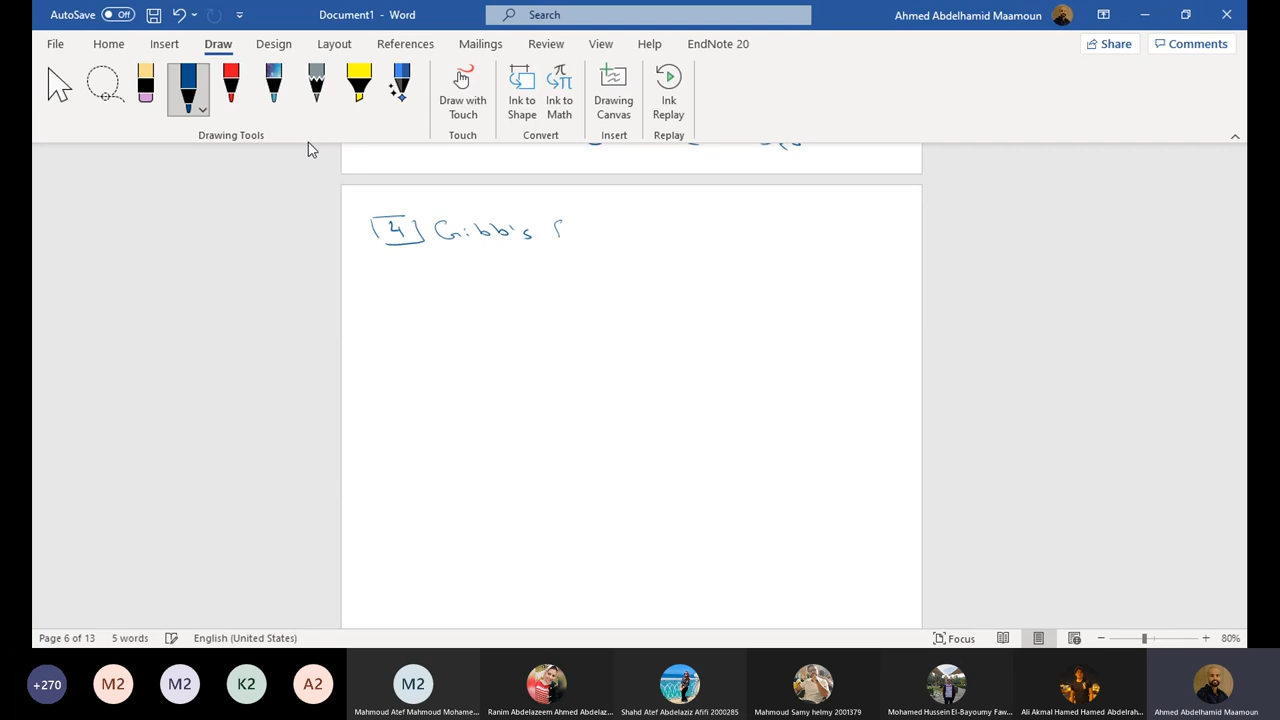 AutoSave Off
Document1 - Word
Search
Ahmed Abdelhamid Maamoun
File Home Insert Draw Design Layout References Mailings Review View Help EndNote 20
Share Comments
Draw with Touch
Ink to Shape
Ink to Math
Drawing Canvas
Ink Replay
Drawing Tools Touch Convert Insert Replay
4 Gibb's
Page 6 of 13 5 words English (United States) Focus 80%
+270 M2 M2 K2 A2 M2
Mahmoud Atef Mahmoud Mohame... Ranim Abdelazeem Ahmed Abdelaz... Shahd Atef Abdelaziz Afifi 2000285 Mahmoud Samy helmy 2001379 Mohamed Hussein El-Bayoumy Faw... Ali Akmal Hamed Hamed Abdelrah... Ahmed Abdelhamid Maamoun